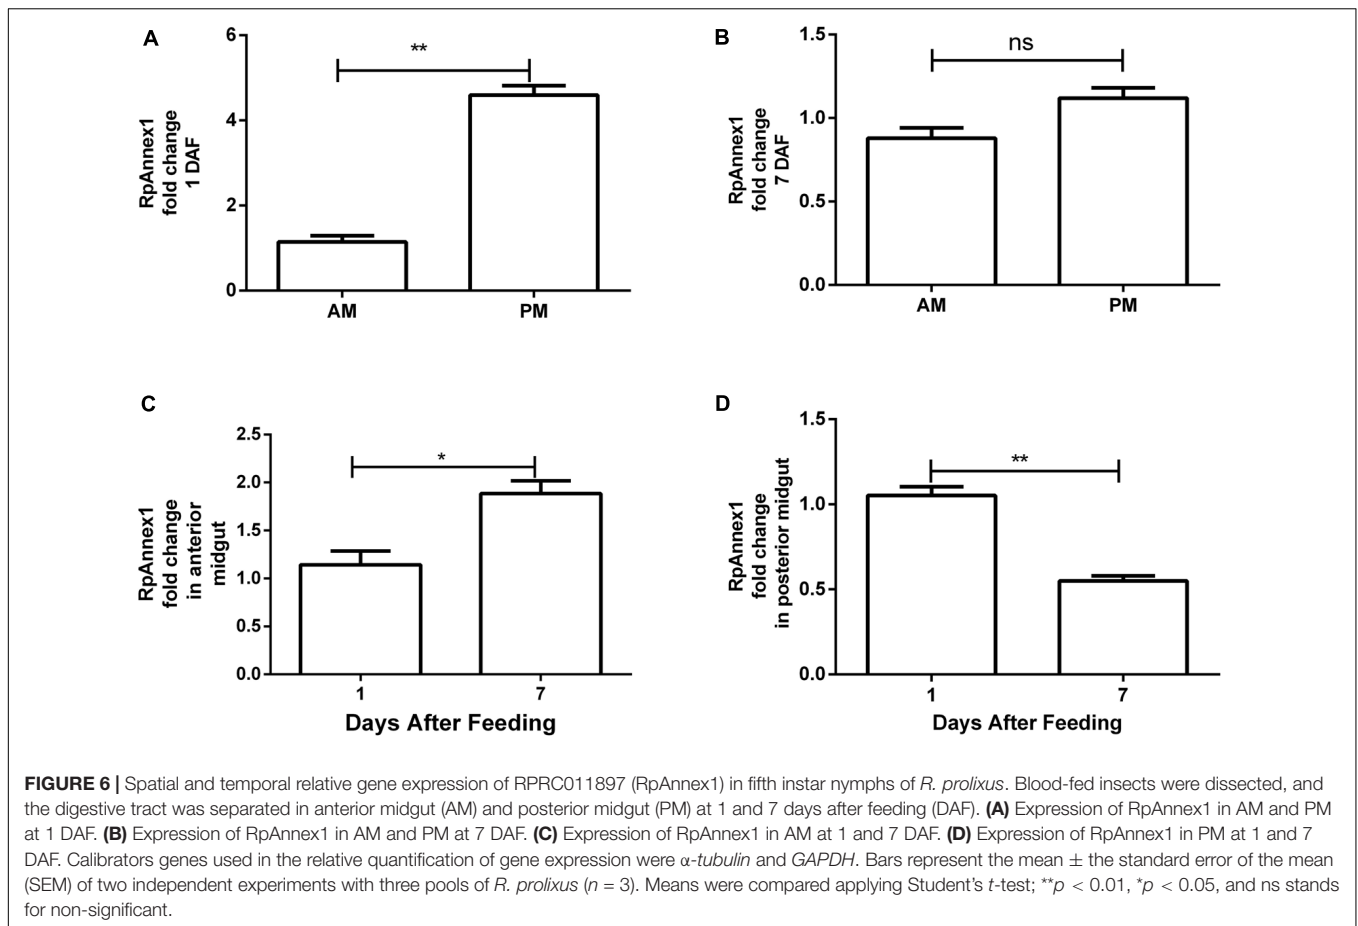 A
6
4
2
0
RpAnnex1
fold change
1 DAF
**
AM
PM
B
1.5
1.0
0.5
0.0
RpAnnex1
fold change
7 DAF
ns
AM
PM
C
2.5
2.0
1.5
1.0
0.5
0.0
RpAnnex1
fold change
in anterior
midgut
*
1
7
Days After Feeding
D
1.5
1.0
0.5
0.0
RpAnnex1
fold change
in posterior midgut
**
1
7
Days After Feeding
FIGURE 6 | Spatial and temporal relative gene expression of RPRC011897 (RpAnnex1) in fifth instar nymphs of R. prolixus. Blood-fed insects were dissected, and
the digestive tract was separated in anterior midgut (AM) and posterior midgut (PM) at 1 and 7 days after feeding (DAF). (A) Expression of RpAnnex1 in AM and PM
at 1 DAF. (B) Expression of RpAnnex1 in AM and PM at 7 DAF. (C) Expression of RpAnnex1 in AM at 1 and 7 DAF. (D) Expression of RpAnnex1 in PM at 1 and 7
DAF. Calibrators genes used in the relative quantification of gene expression were α-tubulin and GAPDH. Bars represent the mean ± the standard error of the mean
(SEM) of two independent experiments with three pools of R. prolixus (n = 3). Means were compared applying Student's t-test; **p < 0.01, *p < 0.05, and ns stands
for non-significant.